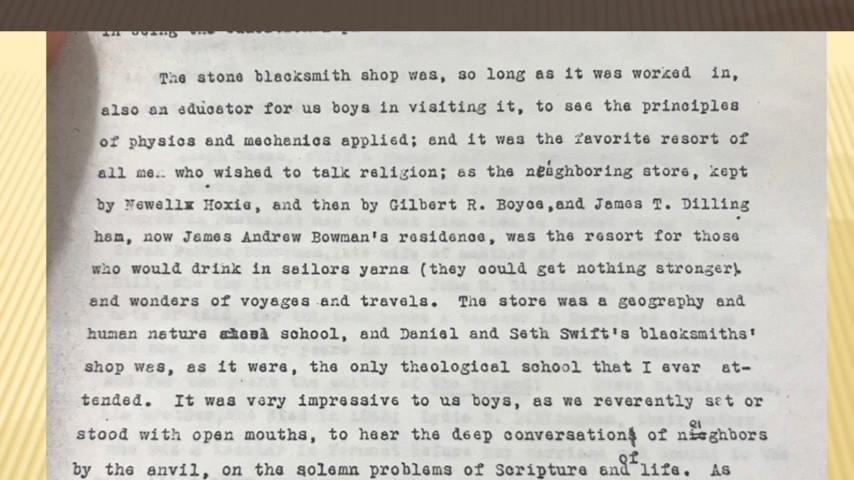 in being the educational
The stone blacksmith shop was, so long as it was worked in,
also an educator for us boys in visiting it, to see the principles
of physics and mechanics applied; and it was the favorite resort of
all me.. who wished to talk religion; as the neighboring store, kept
by Newellx Hoxie, and then by Gilbert R. Boyce,and James T. Dilling
ham, now James Andrew Bowman's residence, was the resort for those
who would drink in sailors yarns (they could get nothing stronger).
and wonders of voyages and travels. The store was a geography and
human nature school, and Daniel and Seth Swift's blacksmiths'
shop was, as it were, the only theological school that I ever at-
tended. It was very impressive to us boys, as we reverently set or
stood with open mouths, to hear the deep conversations of neighbors
by the anvil, on the solemn problems of Scripture and of life. As